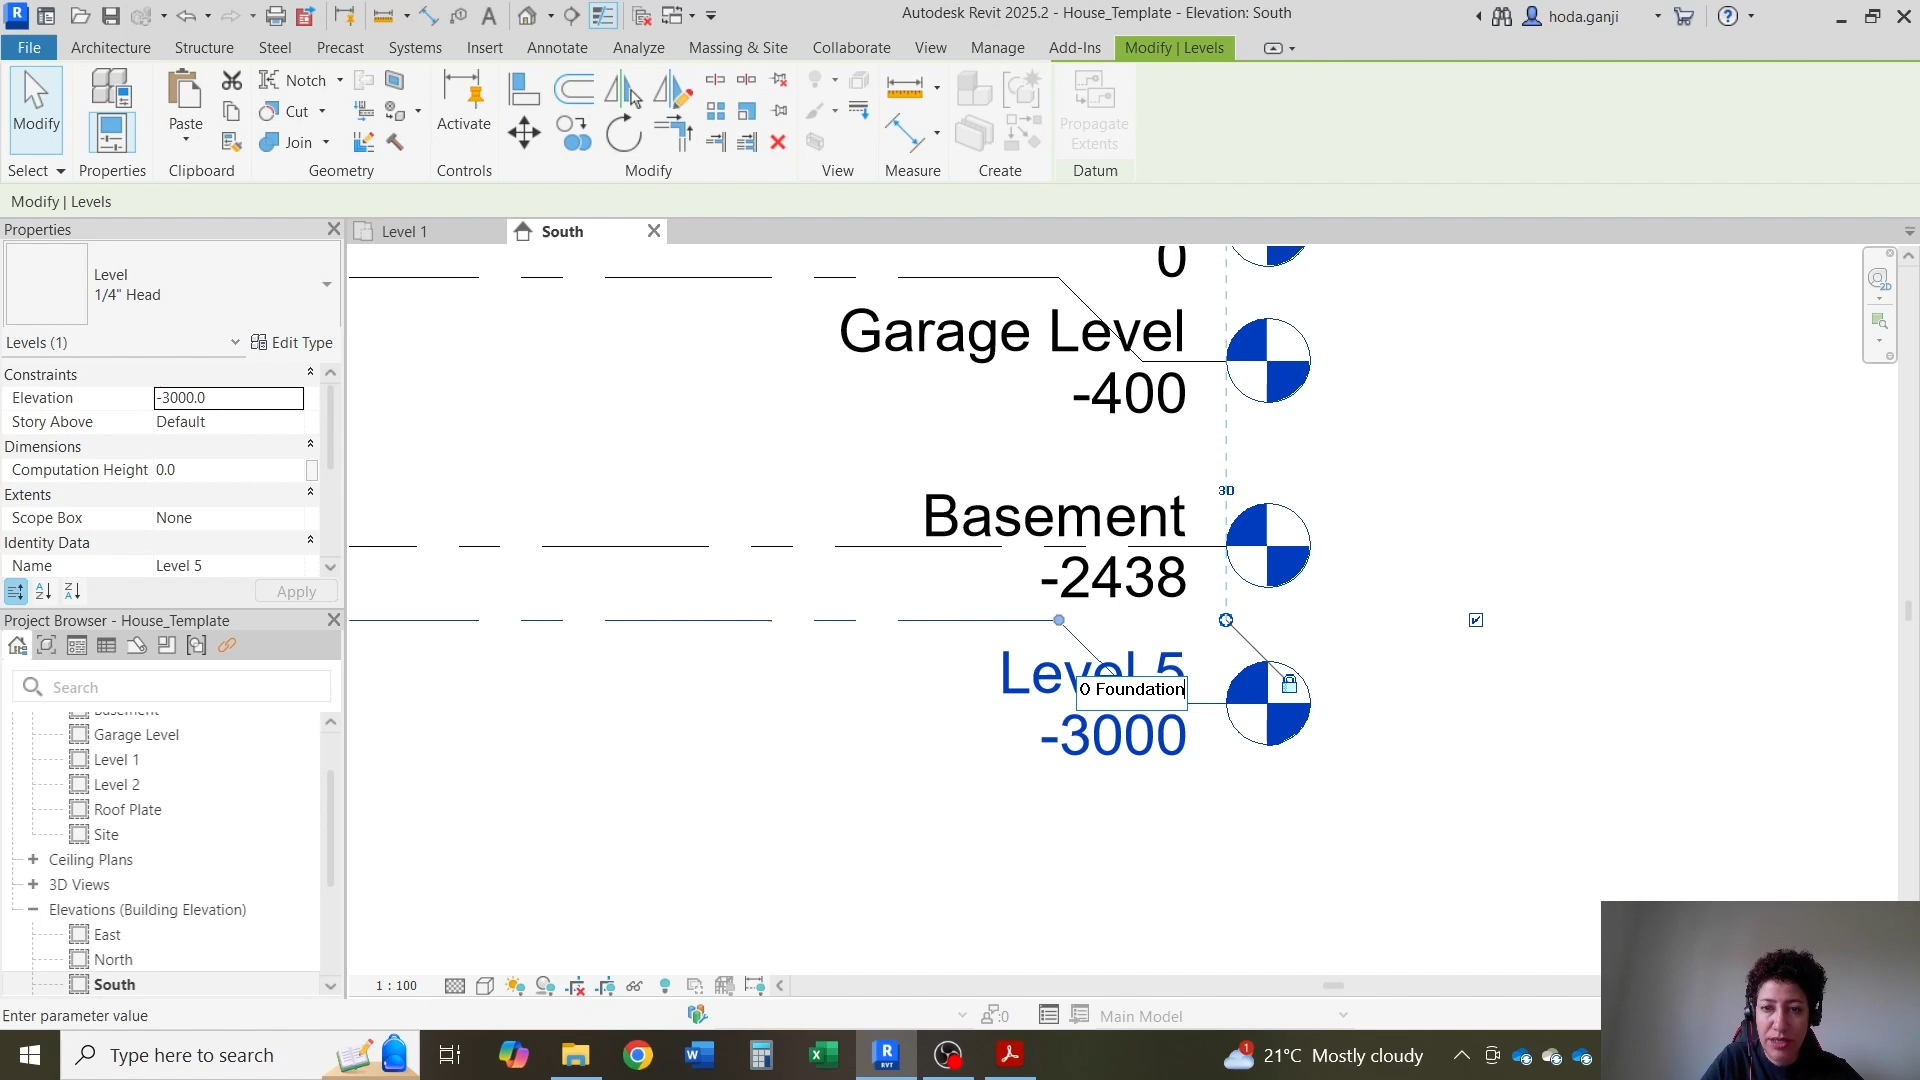 Autodesk Revit 2025.2 - House_Template - Elevation: South
hoda.ganji
File
Architecture
Structure
Steel
Precast
Systems
Insert
Annotate
Analyze
Massing & Site
Collaborate
View
Manage
Add-Ins
Modify | Levels
Modify
Paste
Notch
Cut
Join
Activate
Propagate
Extents
Select
Properties
Clipboard
Geometry
Controls
Modify
View
Measure
Create
Datum
Modify | Levels
Properties
Level
1/4" Head
Levels (1)
Edit Type
Constraints
Elevation
-3000.0
Story Above
Default
Dimensions
Computation Height
0.0
Extents
Scope Box
None
Identity Data
Name
Level 5
Apply
Project Browser - House_Template
Search
Basement
Garage Level
Level 1
Level 2
Roof Plate
Site
Ceiling Plans
3D Views
Elevations (Building Elevation)
East
North
South
Level 1
South
0
Garage Level
-400
3D
Basement
-2438
Level 5
O Foundation
-3000
2D
1 : 100
Enter parameter value
:0
Main Model
Type here to search
1
21°C Mostly cloudy